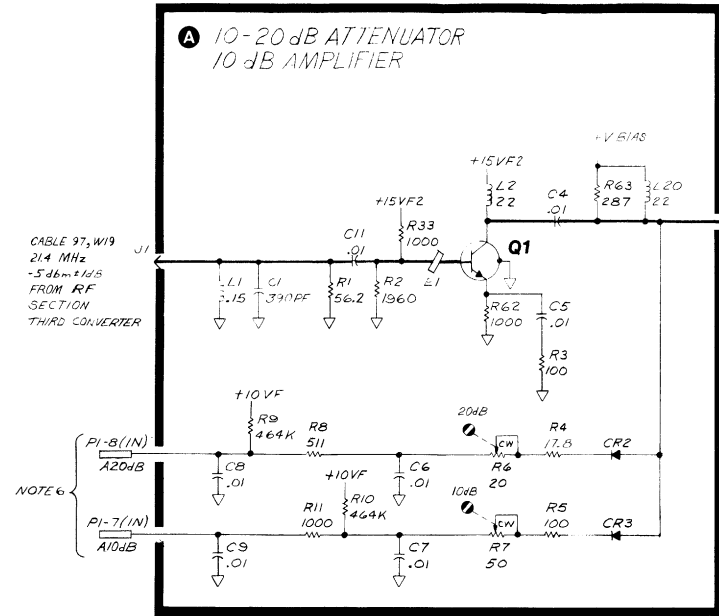 A 10-20 dB ATTENUATOR
10 dB AMPLIFIER
+V BIAS
+15VF2
L2
22
C4
.01
R63
287
L20
22
+15VF2
R33
1000
C11
.01
Q1
E1
CABLE 97, W19
21.4 MHz
-5 dbm ± 1dB
FROM RF
SECTION
THIRD CONVERTER
J1
L1
.15
C1
390PF
R1
56.2
R2
1960
R62
1000
C5
.01
R3
100
+10VF
R9
464K
R8
511
20dB
CW
R6
20
R4
17.8
CR2
P1-8(IN)
A20dB
C8
.01
C6
.01
NOTE 6
+10VF
R10
464K
R11
1000
10dB
CW
R7
50
R5
100
CR3
P1-7(IN)
A10dB
C9
.01
C7
.01